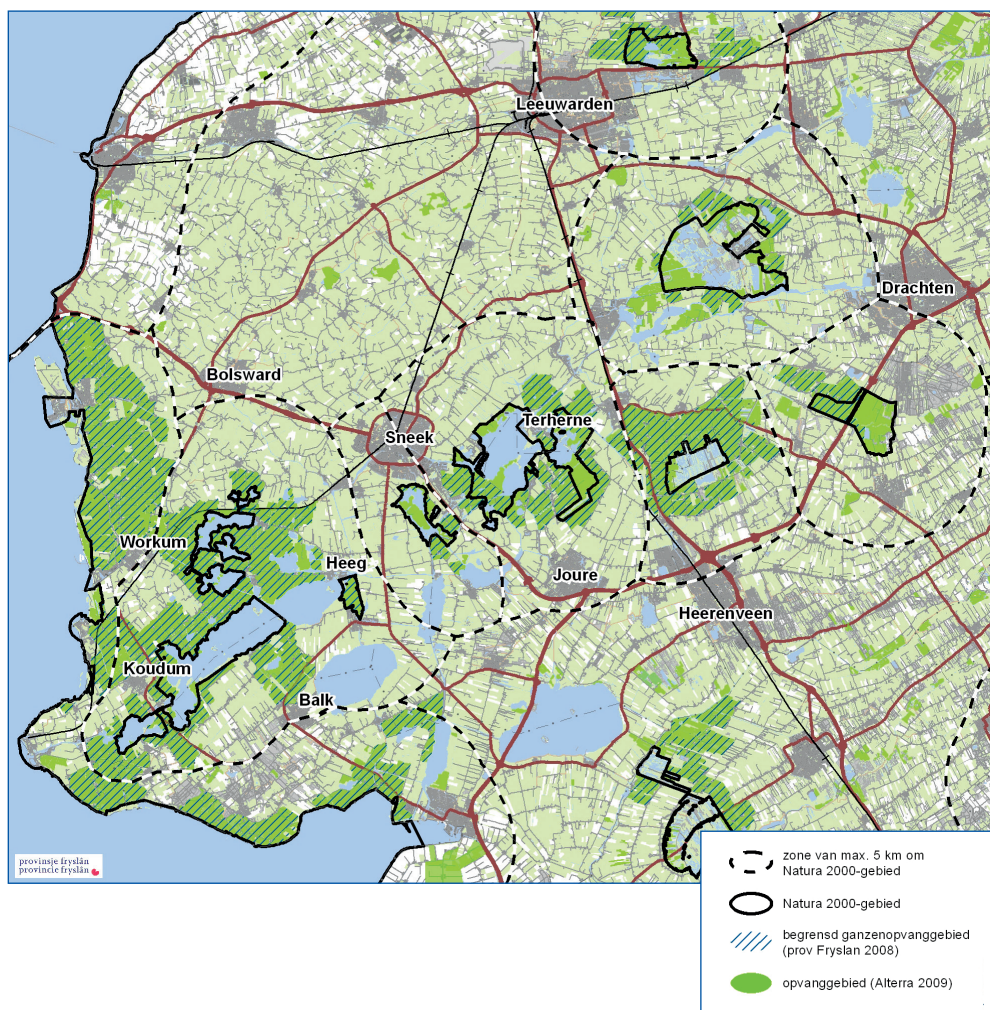 Leeuwarden
Drachten
Bolsward
Terherne
Sneek
Workum
Heeg
Joure
Heerenveen
Koudum
Balk
provinsje fryslân
provincie fryslân
zone van max. 5 km om
Natura 2000-gebied
Natura 2000-gebied
begrensd ganzenopvanggebied
(prov Fryslan 2008)
opvanggebied (Alterra 2009)